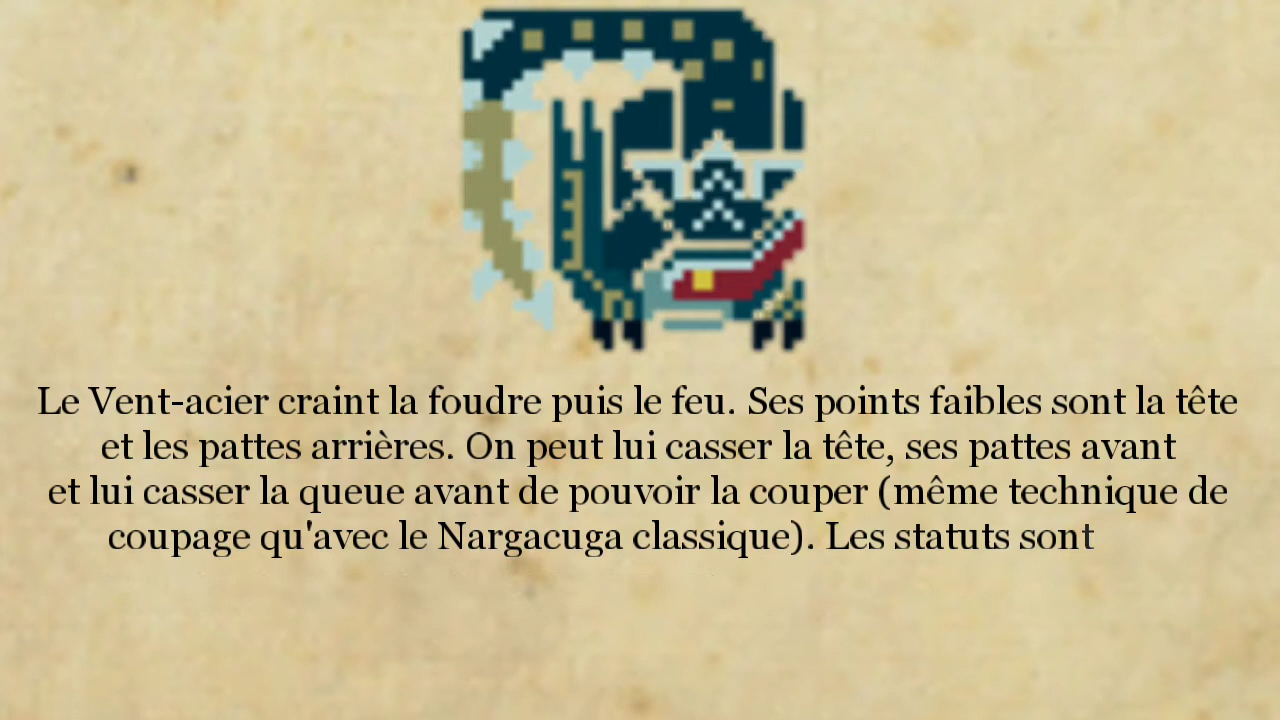 Le Vent-acier craint la foudre puis le feu. Ses points faibles sont la tête
et les pattes arrières. On peut lui casser la tête, ses pattes avant
et lui casser la queue avant de pouvoir la couper (même technique de
coupage qu'avec le Nargacuga classique). Les statuts sont